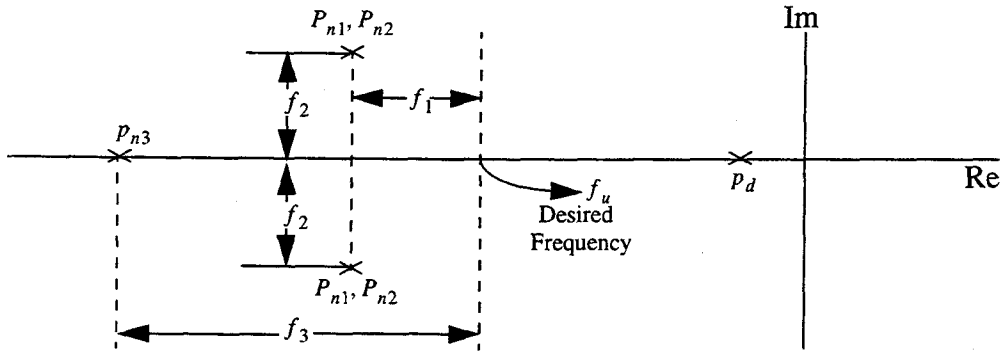 P_{n1}, P_{n2}
Im
f_2
f_1
p_{n3}
p_d
Re
f_u
Desired
Frequency
f_2
P_{n1}, P_{n2}
f_3